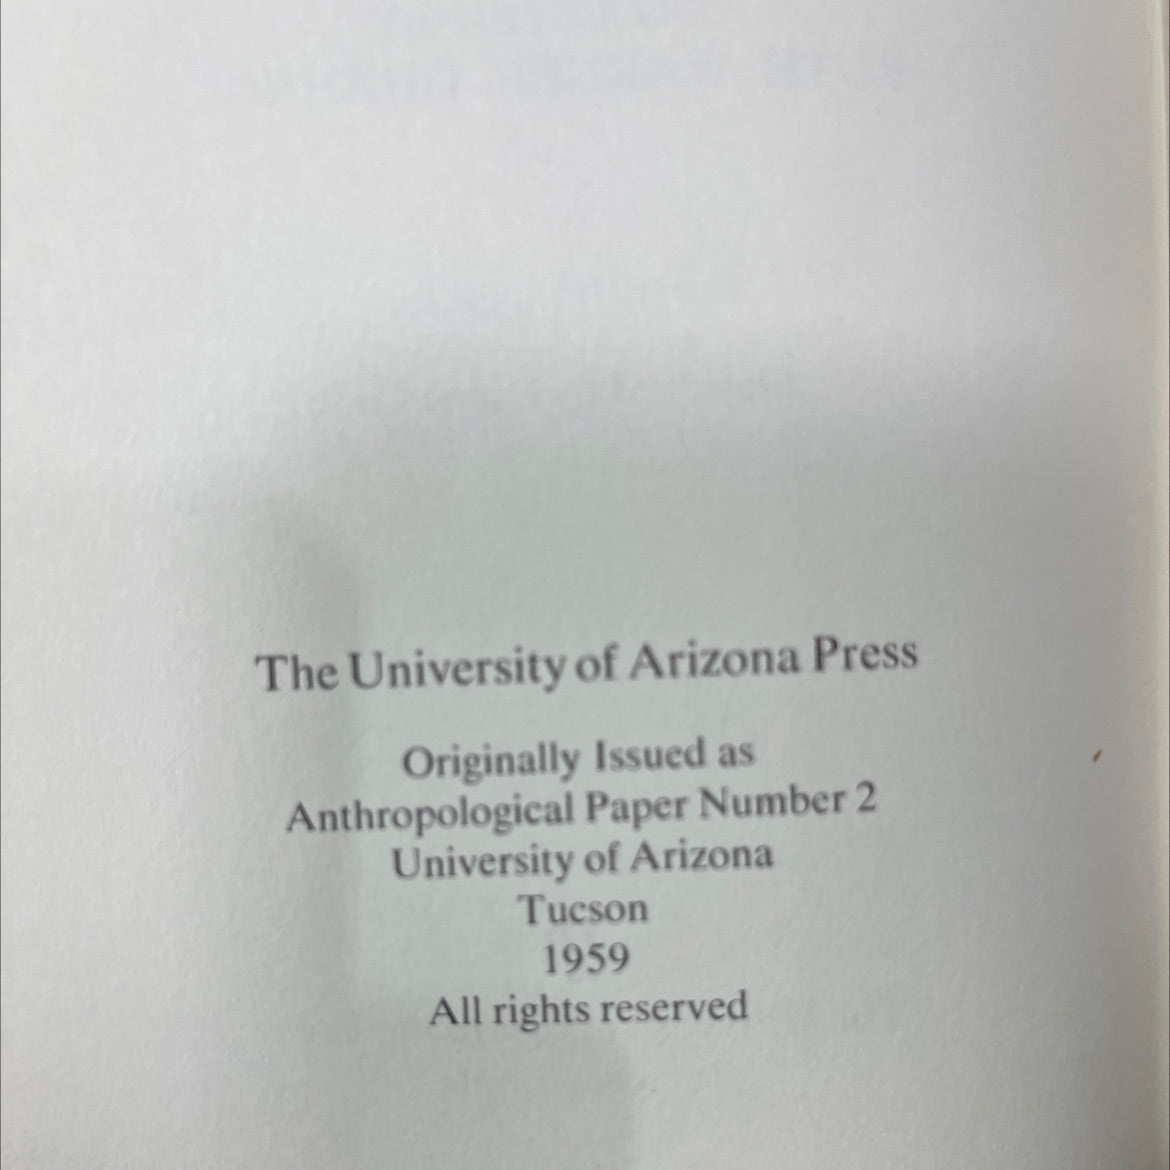 The University of Arizona Press
Originally Issued as
Anthropological Paper Number 2
University of Arizona
Tucson
1959
All rights reserved